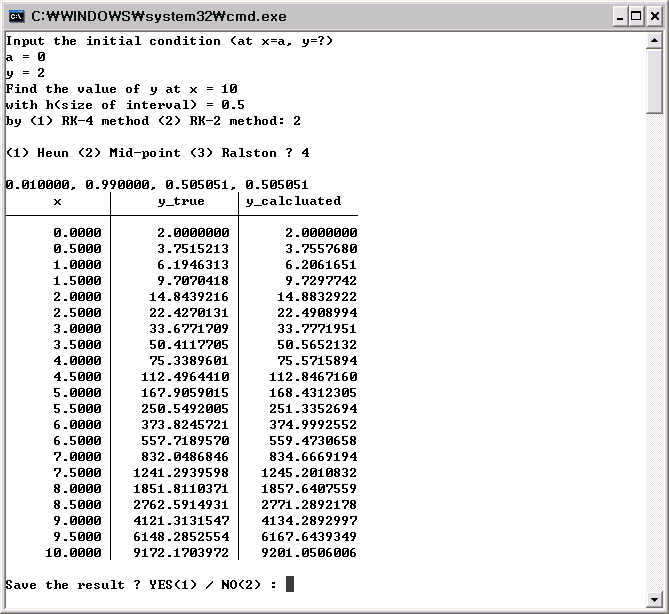 C:₩WINDOWS₩system32₩cmd.exe
Input the initial condition (at x=a, y=?)
a = 0
y = 2
Find the value of y at x = 10
with h(size of interval) = 0.5
by (1) RK-4 method (2) RK-2 method: 2
(1) Heun (2) Mid-point (3) Ralston ? 4
0.010000, 0.990000, 0.505051, 0.505051
x y_true y_calcluated
0.0000 2.0000000 2.0000000
0.5000 3.7515213 3.7557680
1.0000 6.1946313 6.2061651
1.5000 9.7070418 9.7297742
2.0000 14.8439216 14.8832922
2.5000 22.4270131 22.4908994
3.0000 33.6771709 33.7771951
3.5000 50.4117705 50.5652132
4.0000 75.3389601 75.5715894
4.5000 112.4964410 112.8467160
5.0000 167.9059015 168.4312305
5.5000 250.5492005 251.3352694
6.0000 373.8245721 374.9992552
6.5000 557.7189570 559.4730658
7.0000 832.0486846 834.6669194
7.5000 1241.2939598 1245.2010832
8.0000 1851.8110371 1857.6407559
8.5000 2762.5914931 2771.2892178
9.0000 4121.3131547 4134.2892997
9.5000 6148.2852554 6167.6439349
10.0000 9172.1703972 9201.0506006
Save the result ? YES(1) / NO(2) :